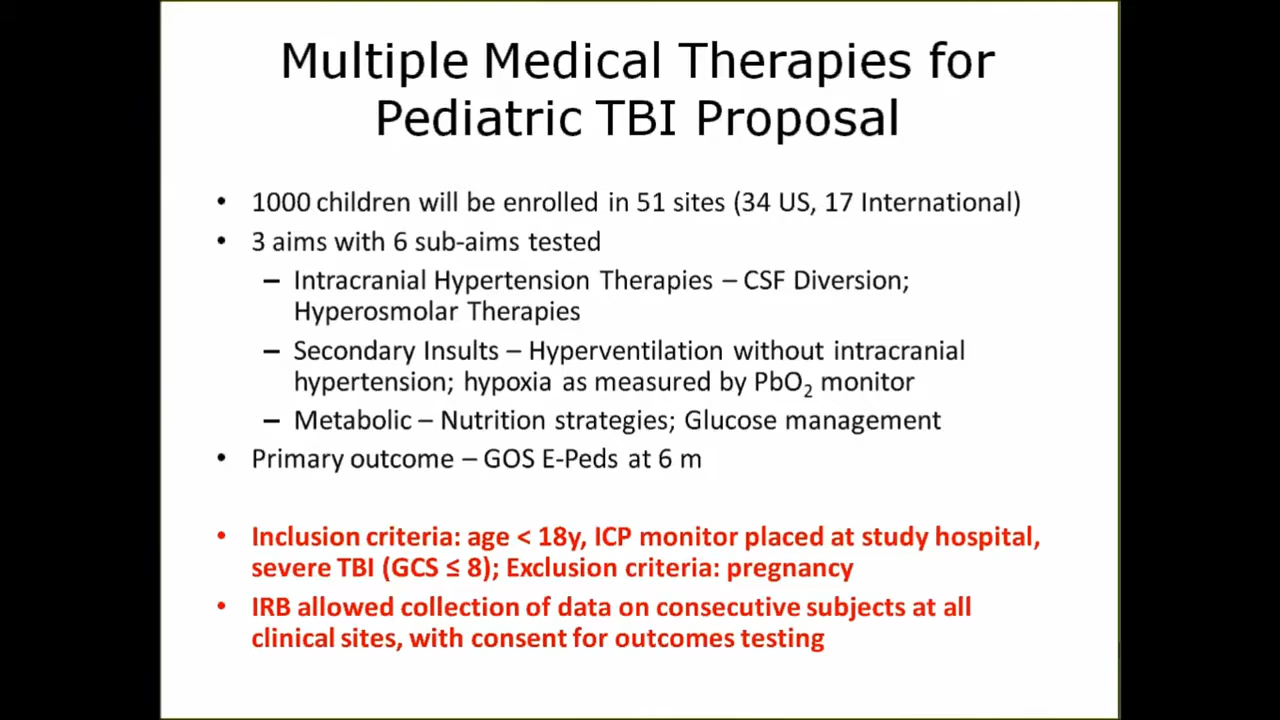 Multiple Medical Therapies for
Pediatric TBI Proposal
• 1000 children will be enrolled in 51 sites (34 US, 17 International)
• 3 aims with 6 sub-aims tested
– Intracranial Hypertension Therapies – CSF Diversion;
Hyperosmolar Therapies
– Secondary Insults – Hyperventilation without intracranial
hypertension; hypoxia as measured by PbO₂ monitor
– Metabolic – Nutrition strategies; Glucose management
• Primary outcome – GOS E-Peds at 6 m
• Inclusion criteria: age < 18y, ICP monitor placed at study hospital,
severe TBI (GCS ≤ 8); Exclusion criteria: pregnancy
• IRB allowed collection of data on consecutive subjects at all
clinical sites, with consent for outcomes testing